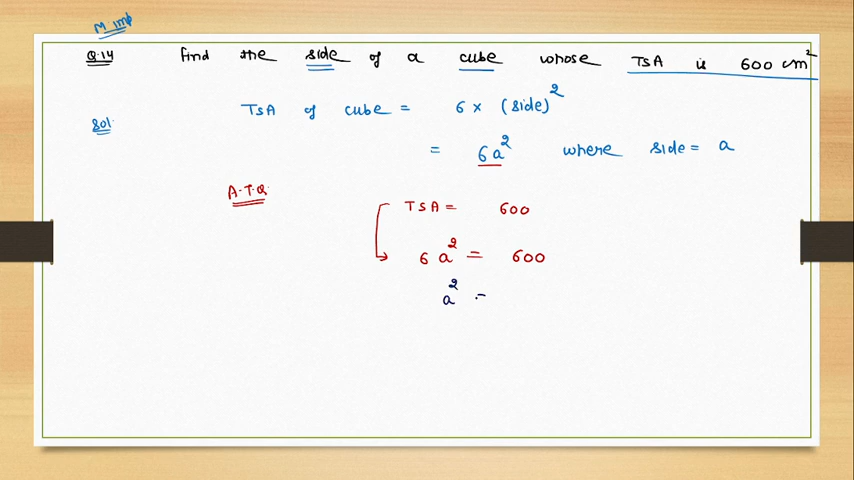 M.imp
Q.14 find the side of a cube whose TSA is 600 cm²
Sol. TSA of cube = 6 × (side)²
= 6a² where side = a
A.T.Q.
TSA = 600
6a² = 600
a² =